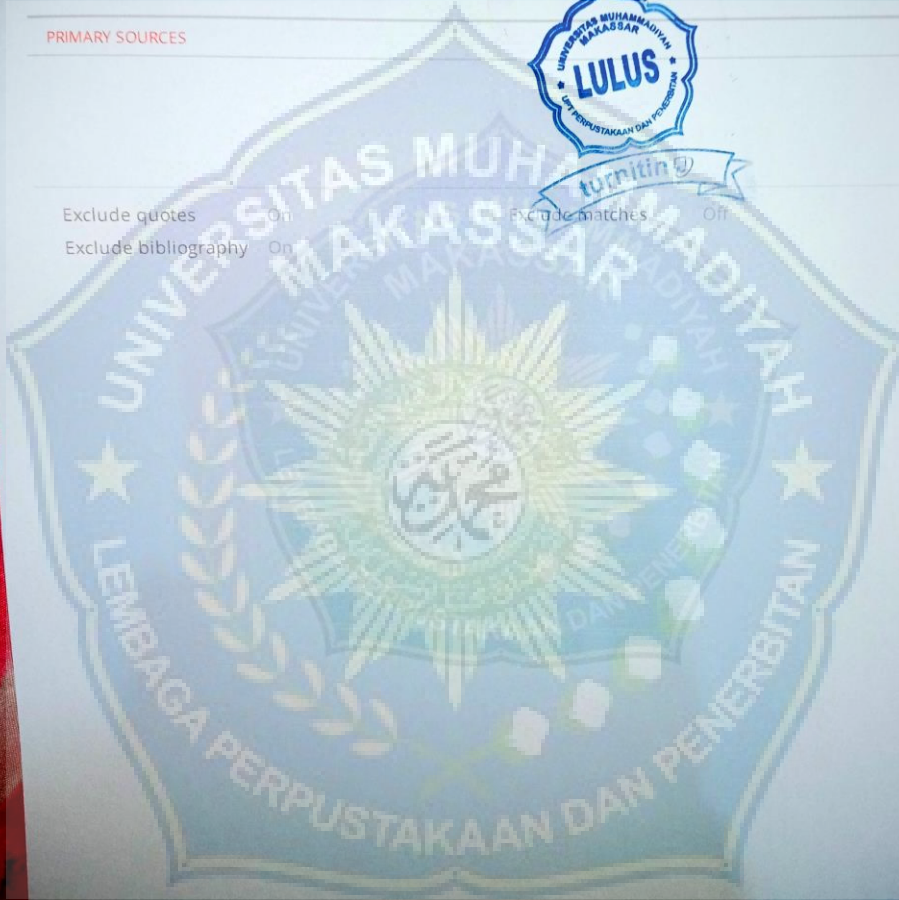 PRIMARY SOURCES
UNIVERSITAS MUHAMMADIYAH
MAKASSAR
LULUS
UPT PERPUSTAKAAN DAN PENERBITAN
turnitin
Exclude quotes On Exclude matches Off
Exclude bibliography On
UNIVERSITAS MUHAMMADIYAH
MAKASSAR
محمد
LEMBAGA PERPUSTAKAAN DAN PENERBITAN